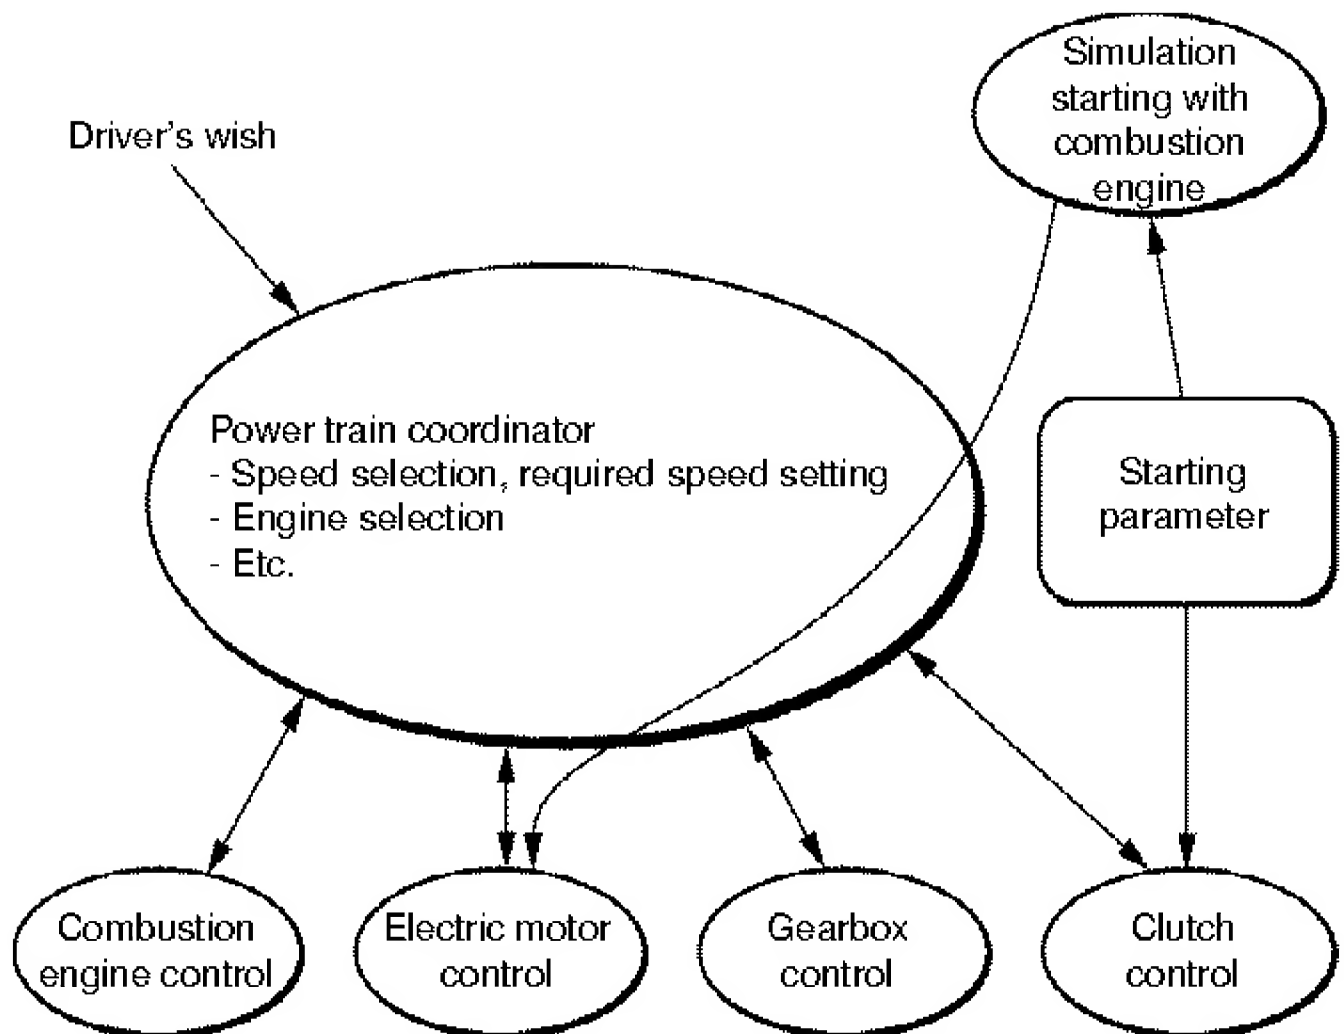 Simulation
starting with
combustion
engine
Driver's wish
Power train coordinator
- Speed selection, required speed setting
- Engine selection
- Etc.
Starting
parameter
Combustion
engine control
Electric motor
control
Gearbox
control
Clutch
control